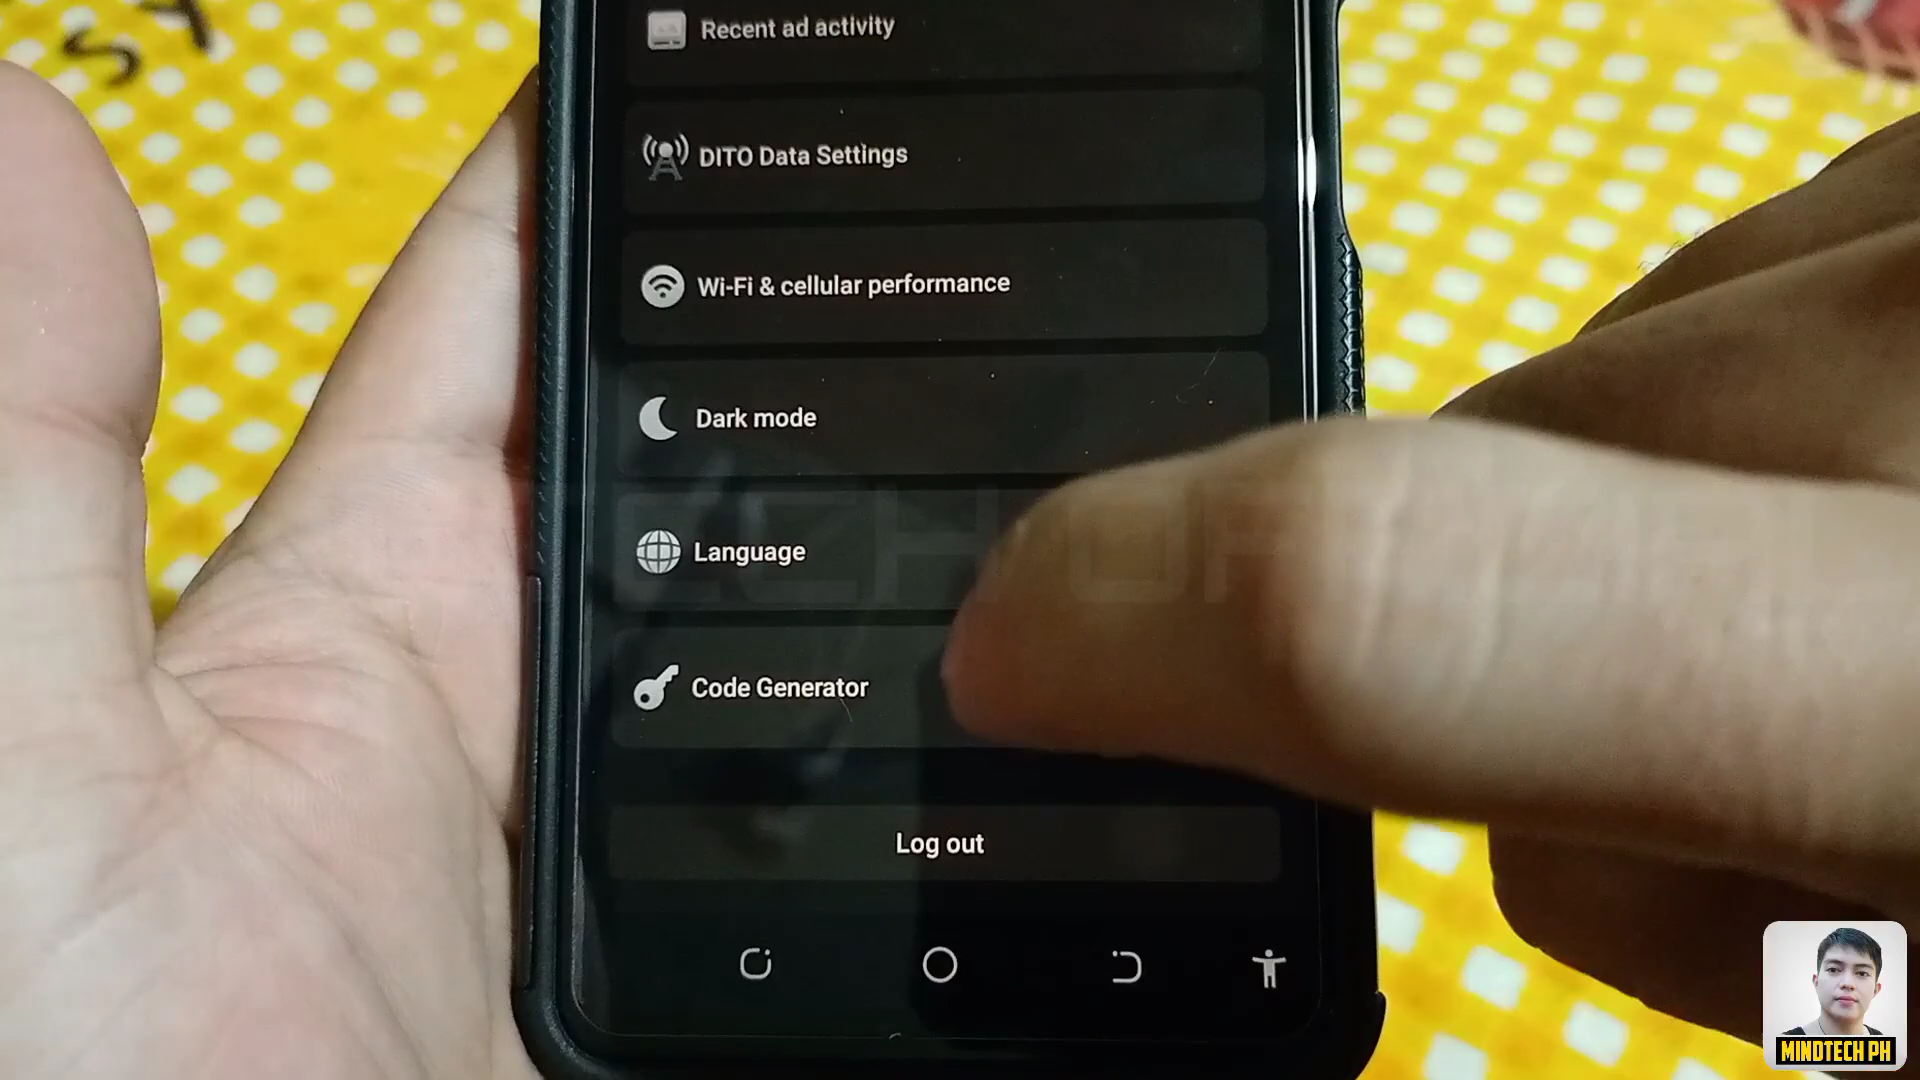 Recent ad activity
DITO Data Settings
Wi-Fi & cellular performance
Dark mode
Language
Code Generator
Log out
MINDTECH PH